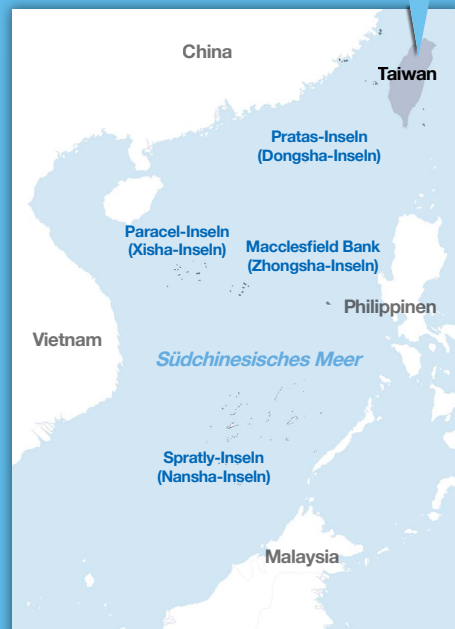 China
Taiwan
Pratas-Inseln
(Dongsha-Inseln)
Paracel-Inseln
(Xisha-Inseln)
Macclesfield Bank
(Zhongsha-Inseln)
Philippinen
Vietnam
Südchinesisches Meer
Spratly-Inseln
(Nansha-Inseln)
Malaysia